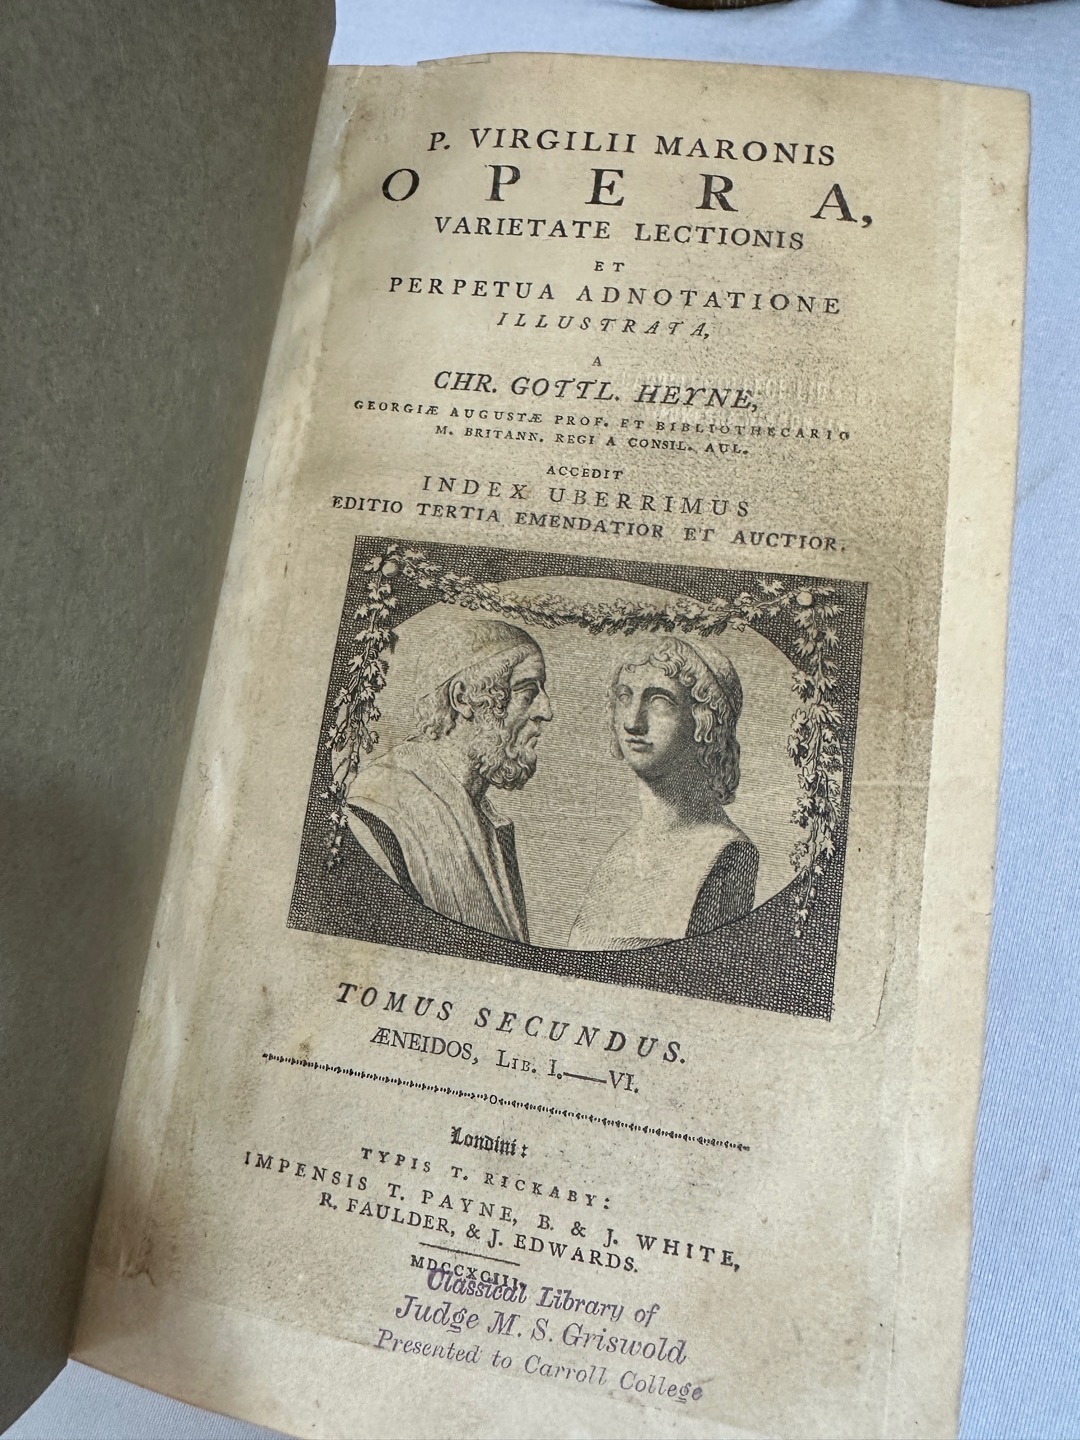 P. VIRGILII MARONIS
OPERA,
VARIETATE LECTIONIS
ET
PERPETUA ADNOTATIONE
ILLUSTRATA,
A
CHR. GOTTL. HEYNE,
GEORGIÆ AUGUSTÆ PROF. ET BIBLIOTHECARIO
M. BRITANN. REGI A CONSIL. AUL.
ACCEDIT
INDEX UBERRIMUS
EDITIO TERTIA EMENDATIOR ET AUCTIOR.
TOMUS SECUNDUS.
ÆNEIDOS, LIB. I.—VI.
Londini:
TYPIS T. RICKABY:
IMPENSIS T. PAYNE, B. & J. WHITE,
R. FAULDER, & J. EDWARDS.
MDCCXCIII.
Classical Library of
Judge M. S. Griswold
Presented to Carroll College